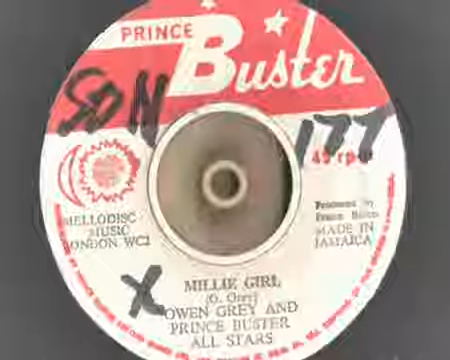 PRINCE
Buster
SON
177
45 rpm
MELLODISC
MUSIC
LONDON WC1
Produced by
Prince Buster
MADE IN
JAMAICA
X
MILLIE GIRL
(O. Grey)
OWEN GREY AND
PRINCE BUSTER
ALL STARS